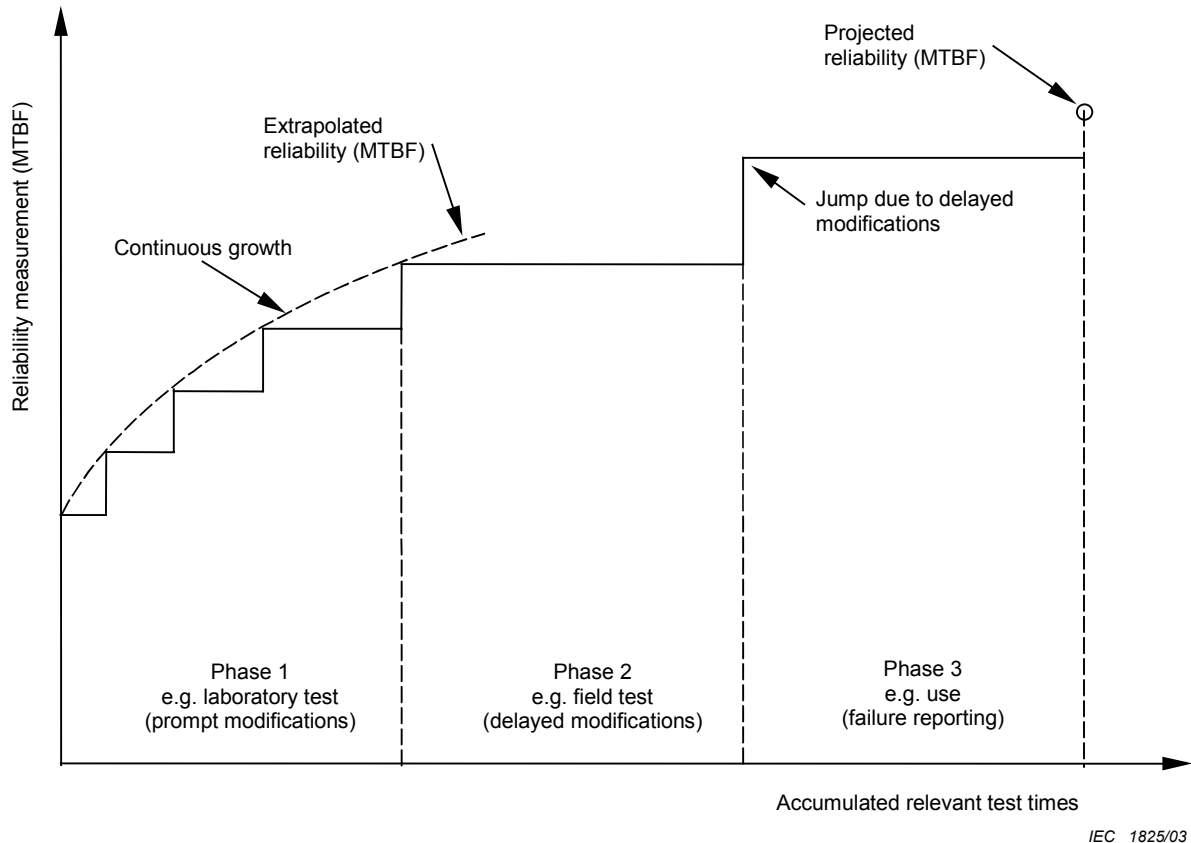 Projected
reliability (MTBF)
Extrapolated
reliability (MTBF)
Continuous growth
Jump due to delayed
modifications
Reliability measurement (MTBF)
Phase 1
e.g. laboratory test
(prompt modifications)
Phase 2
e.g. field test
(delayed modifications)
Phase 3
e.g. use
(failure reporting)
Accumulated relevant test times
IEC 1825/03